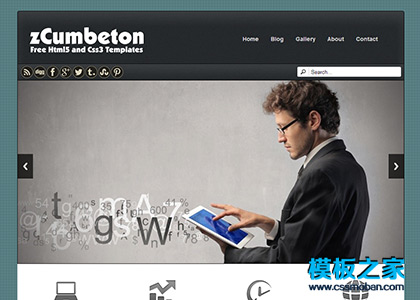 zCumbeton
Free Html5 and Css3 Templates
Home Blog Gallery About Contact
Search...
模板之家
www.cssmoban.com